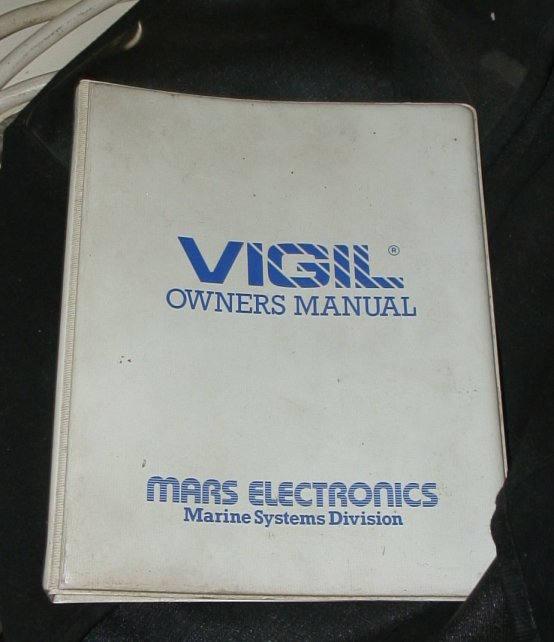 VIGIL®
OWNERS MANUAL
MARS ELECTRONICS
Marine Systems Division